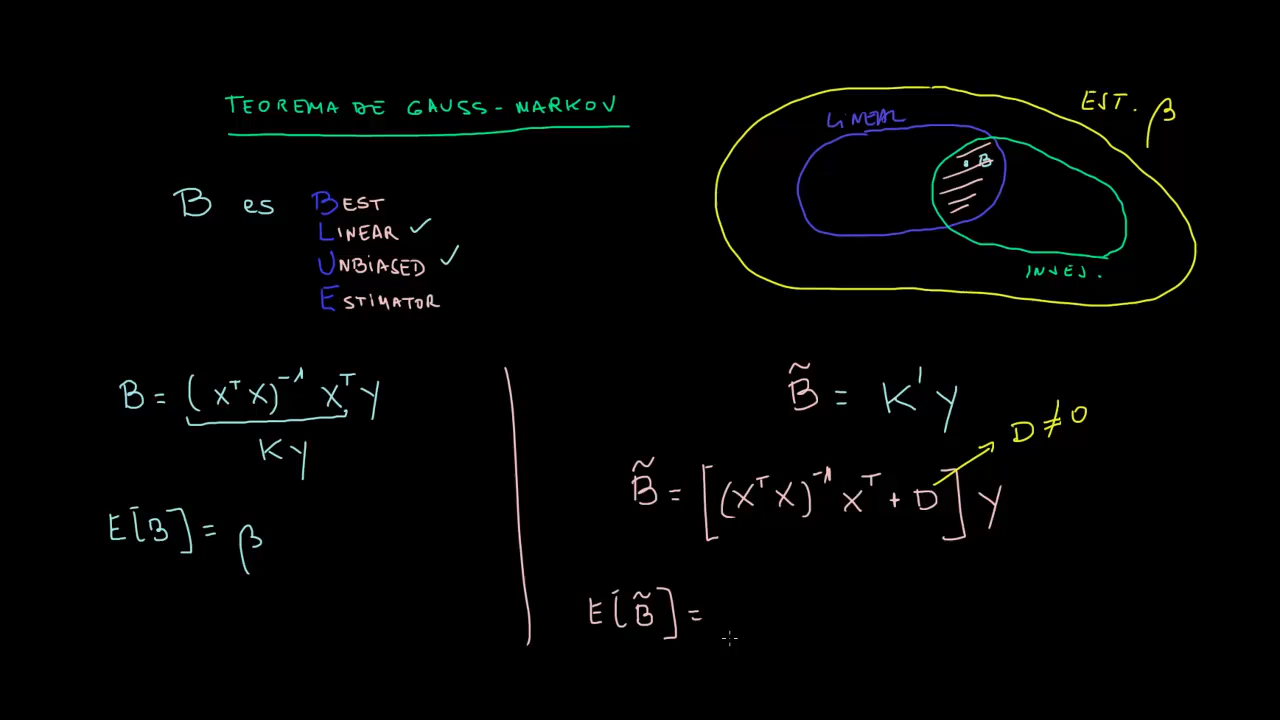 TEOREMA DE GAUSS-MARKOV
B es BEST
LINEAR ✓
UNBIASED ✓
ESTIMATOR
EST. β
LINEAL
B
INSES.
B = (XᵀX)⁻¹ XᵀY
KY
E[B] = β
B̃ = K'Y
D ≠ 0
B̃ = [(XᵀX)⁻¹ Xᵀ + D] Y
E[B̃] =